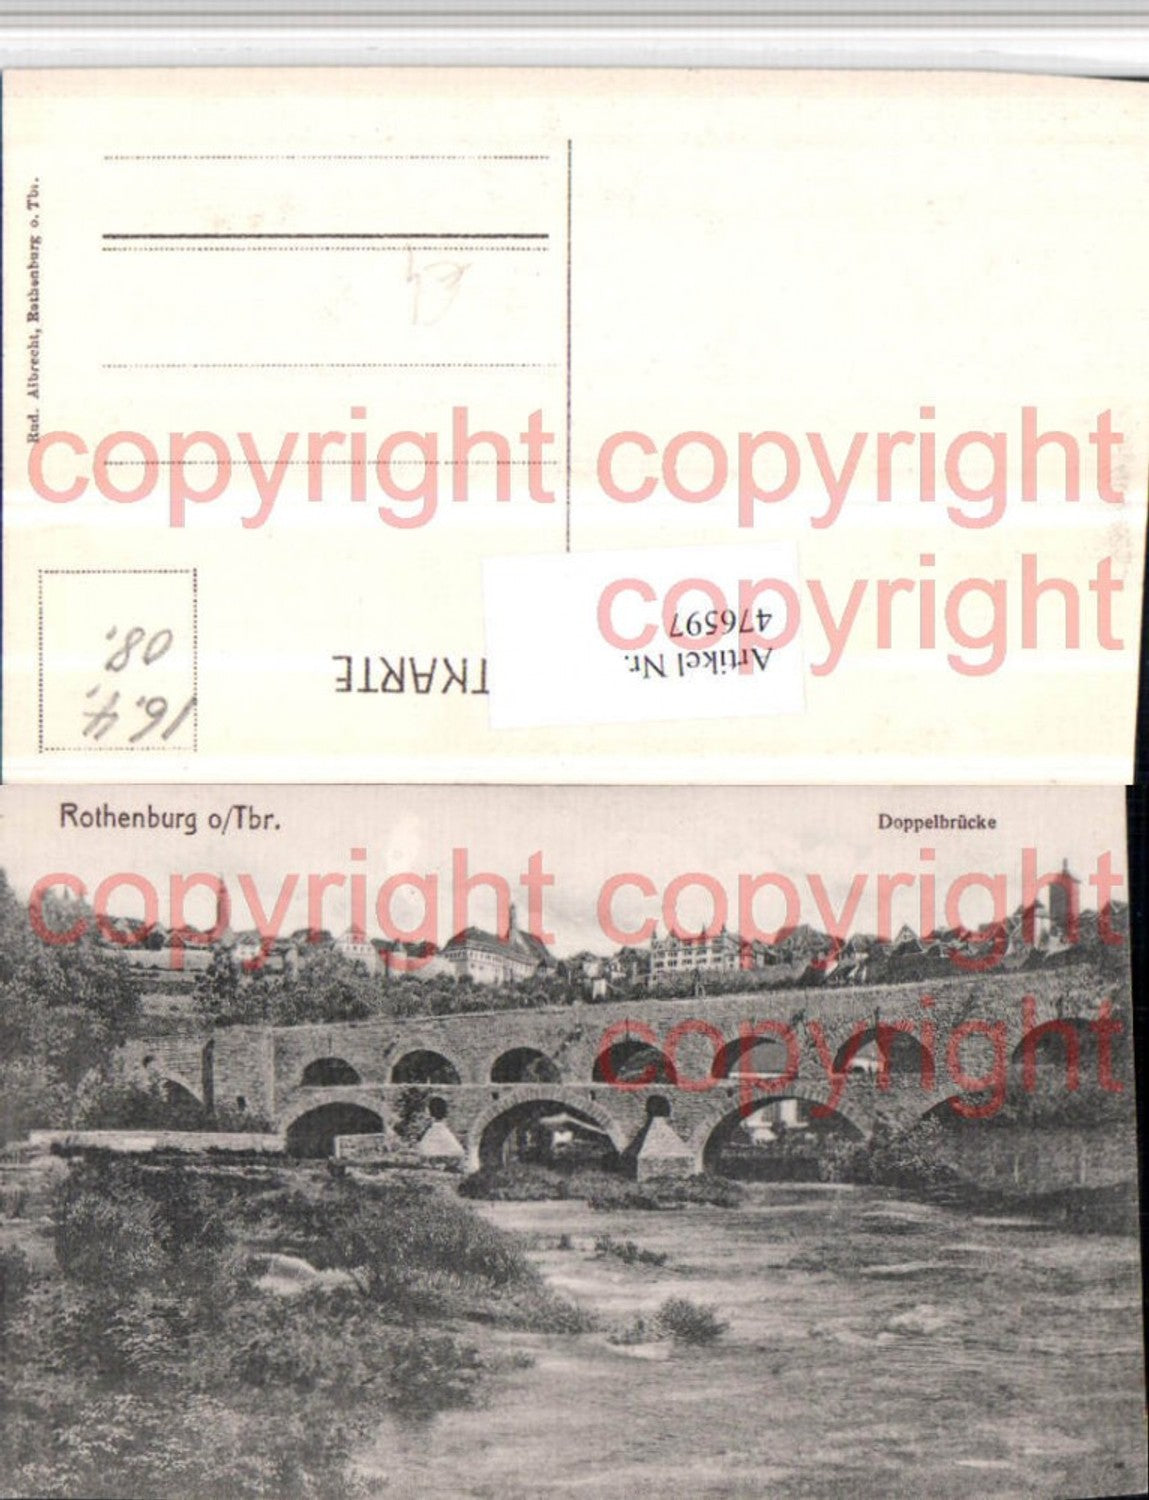 Rud. Albrecht, Rothenburg o. Tbr.
copyright copyright
copyright
Artikel Nr.
476597
TKARTE
16.4.
08.
Rothenburg o/Tbr.
Doppelbrücke
copyright copyright
copyright